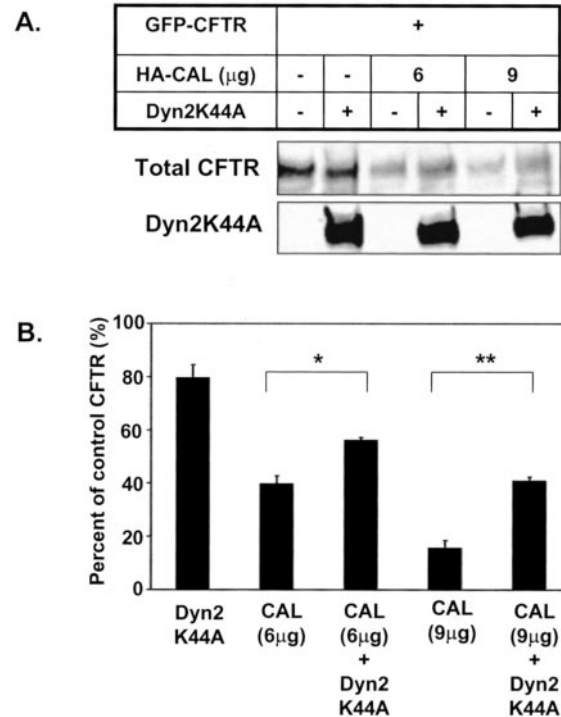 A.
GFP-CFTR +
HA-CAL (μg) - - 6 9
Dyn2K44A - + - + - +
Total CFTR
Dyn2K44A
B.
Percent of control CFTR (%)
100
80
60
40
20
0
* **
Dyn2 K44A
CAL (6μg)
CAL (6μg) + Dyn2 K44A
CAL (9μg)
CAL (9μg) + Dyn2 K44A